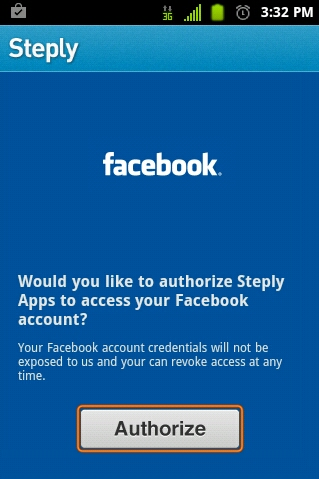 3G 3:32 PM
Steply
facebook.
Would you like to authorize Steply
Apps to access your Facebook
account?
Your Facebook account credentials will not be
exposed to us and your can revoke access at any
time.
Authorize